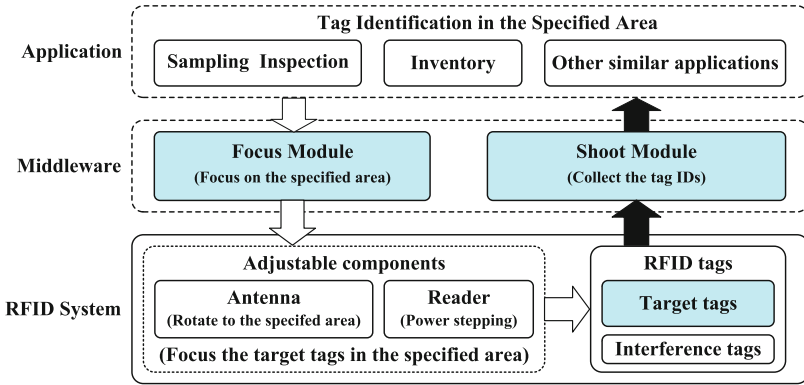 Tag Identification in the Specified Area
Application
Sampling Inspection
Inventory
Other similar applications
Middleware
Focus Module
(Focus on the specified area)
Shoot Module
(Collect the tag IDs)
RFID System
Adjustable components
Antenna
(Rotate to the specifed area)
Reader
(Power stepping)
(Focus the target tags in the specified area)
RFID tags
Target tags
Interference tags